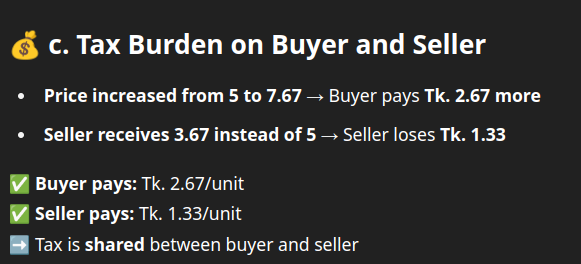 💰 c. Tax Burden on Buyer and Seller
• Price increased from 5 to 7.67 → Buyer pays Tk. 2.67 more
• Seller receives 3.67 instead of 5 → Seller loses Tk. 1.33
✅ Buyer pays: Tk. 2.67/unit
✅ Seller pays: Tk. 1.33/unit
➡️ Tax is shared between buyer and seller